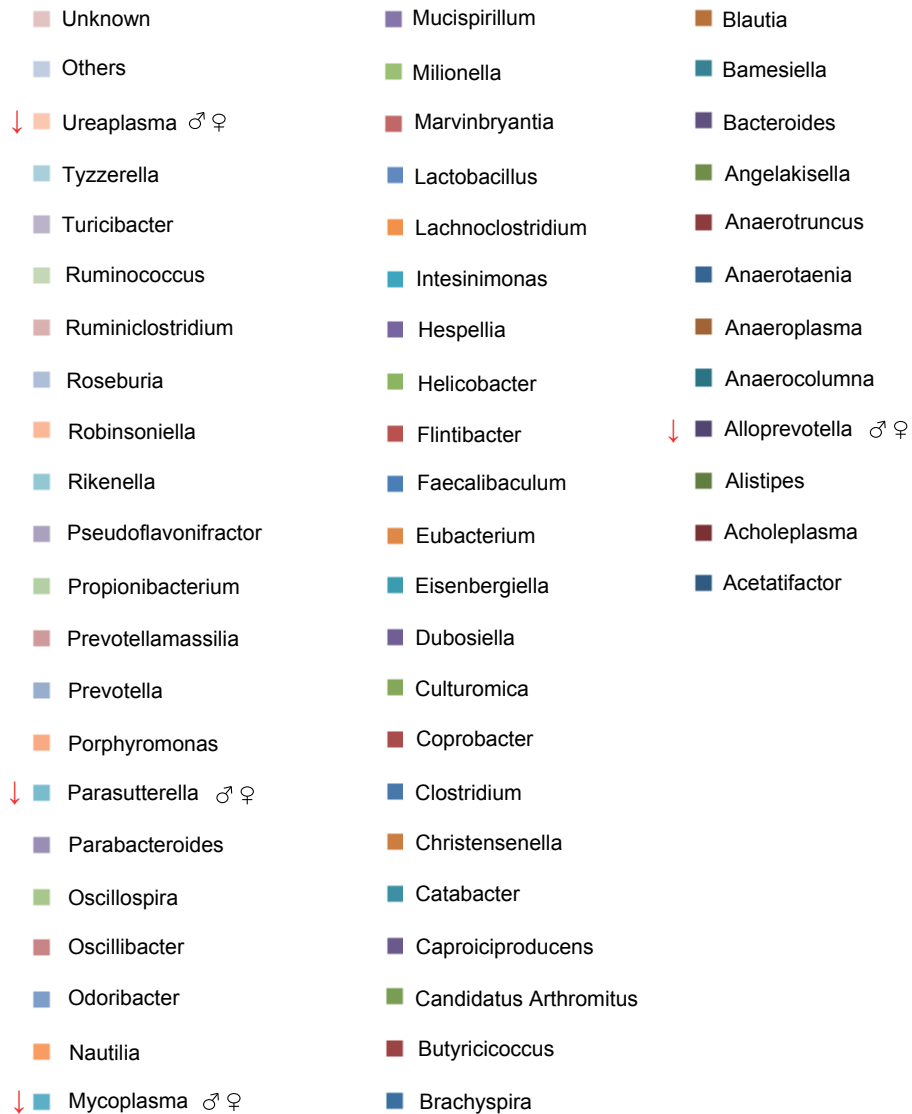 Unknown
Others
↓ Ureaplasma ♂♀
Tyzzerella
Turicibacter
Ruminococcus
Ruminiclostridium
Roseburia
Robinsoniella
Rikenella
Pseudoflavonifractor
Propionibacterium
Prevotellamassilia
Prevotella
Porphyromonas
↓ Parasutterella ♂♀
Parabacteroides
Oscillospira
Oscillibacter
Odoribacter
Nautilia
↓ Mycoplasma ♂♀
Mucispirillum
Milionella
Marvinbryantia
Lactobacillus
Lachnoclostridium
Intesinimonas
Hespellia
Helicobacter
Flintibacter
Faecalibaculum
Eubacterium
Eisenbergiella
Dubosiella
Culturomica
Coprobacter
Clostridium
Christensenella
Catabacter
Caproiciproducens
Candidatus Arthromitus
Butyricicoccus
Brachyspira
Blautia
Bamesiella
Bacteroides
Angelakisella
Anaerotruncus
Anaerotaenia
Anaeroplasma
Anaerocolumna
↓ Alloprevotella ♂♀
Alistipes
Acholeplasma
Acetatifactor